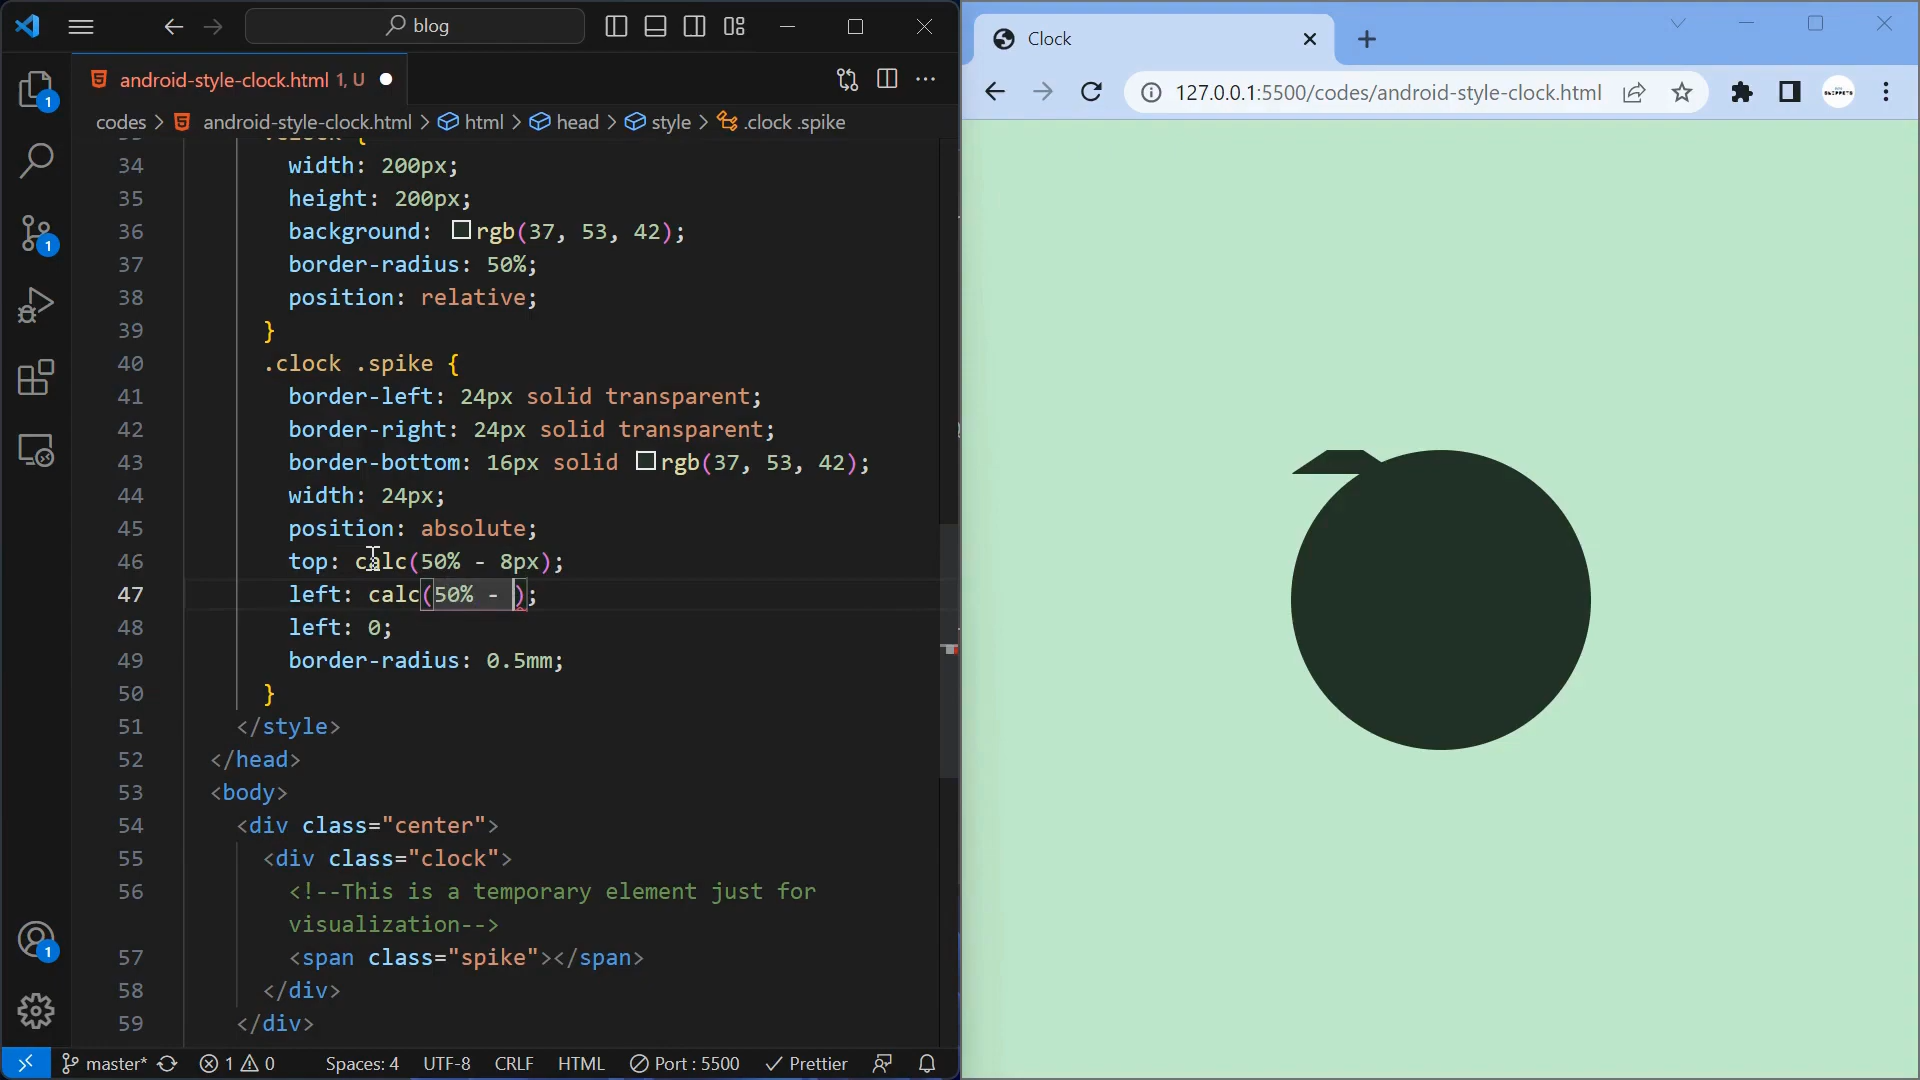 blog
Clock
android-style-clock.html 1, U
127.0.0.1:5500/codes/android-style-clock.html
codes > android-style-clock.html > html > head > style > .clock .spike
34 width: 200px;
35 height: 200px;
36 background: rgb(37, 53, 42);
37 border-radius: 50%;
38 position: relative;
39 }
40 .clock .spike {
41 border-left: 24px solid transparent;
42 border-right: 24px solid transparent;
43 border-bottom: 16px solid rgb(37, 53, 42);
44 width: 24px;
45 position: absolute;
46 top: calc(50% - 8px);
47 left: calc(50% - );
48 left: 0;
49 border-radius: 0.5mm;
50 }
51 </style>
52 </head>
53 <body>
54 <div class="center">
55 <div class="clock">
56 <!--This is a temporary element just for
visualization-->
57 <span class="spike"></span>
58 </div>
59 </div>
1
1
1
master* 1 0 Spaces: 4 UTF-8 CRLF HTML Port : 5500 Prettier